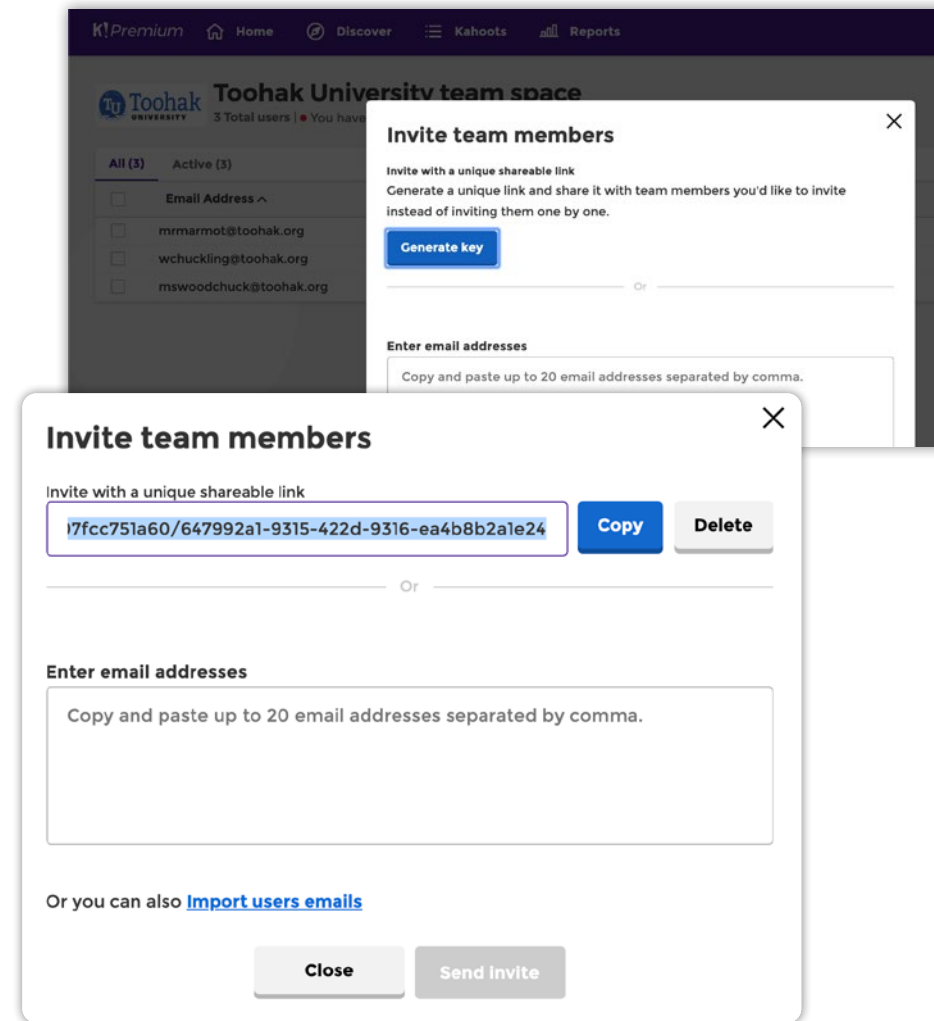 K! Premium Home Discover Kahoots Reports
TU Toohak UNIVERSITY
Toohak University team space
3 Total users | You have
All (3) Active (3)
Email Address
mrmarmot@toohak.org
wchuckling@toohak.org
mswoodchuck@toohak.org
Invite team members
Invite with a unique shareable link
Generate a unique link and share it with team members you'd like to invite
instead of inviting them one by one.
Generate key
Or
Enter email addresses
Copy and paste up to 20 email addresses separated by comma.
Invite team members
Invite with a unique shareable link
7fcc751a60/647992a1-9315-422d-9316-ea4b8b2a1e24 Copy Delete
Or
Enter email addresses
Copy and paste up to 20 email addresses separated by comma.
Or you can also Import users emails
Close Send invite